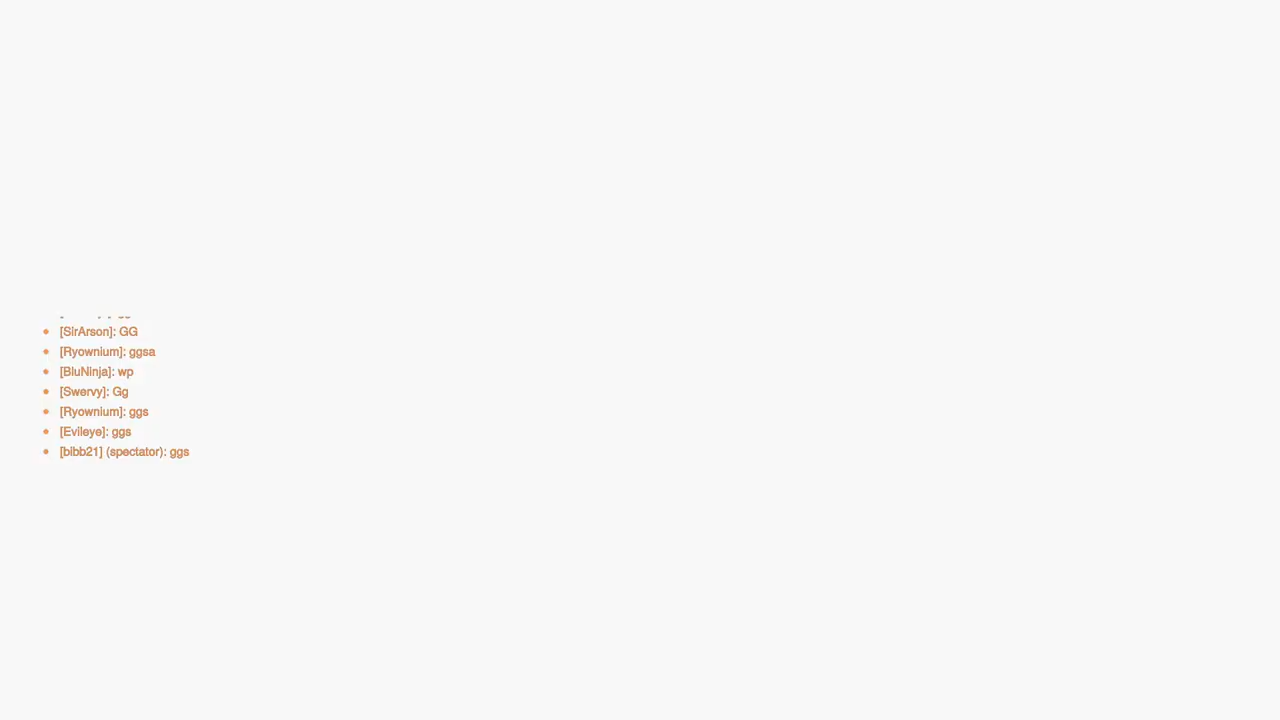 [SirArson]: GG
[Ryownium]: ggsa
[BluNinja]: wp
[Swervy]: Gg
[Ryownium]: ggs
[Evileye]: ggs
[bibb21] (spectator): ggs